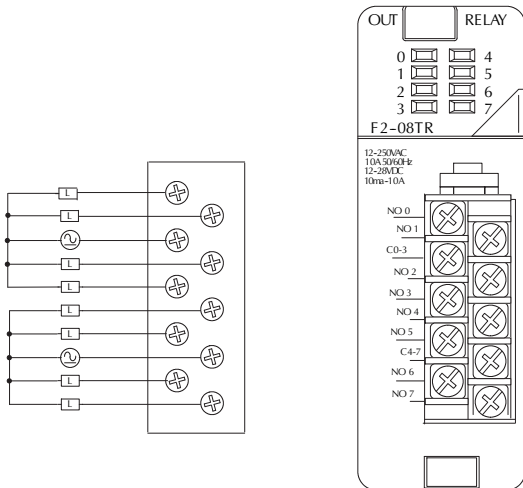 OUT RELAY
0 4
1 5
2 6
3 7
F2-08TR
12-250VAC
10A 50/60Hz
12-28VDC
10ma-10A
NO 0
NO 1
C0-3
NO 2
NO 3
NO 4
NO 5
C4-7
NO 6
NO 7
L
L
L
L
L
L
L
L